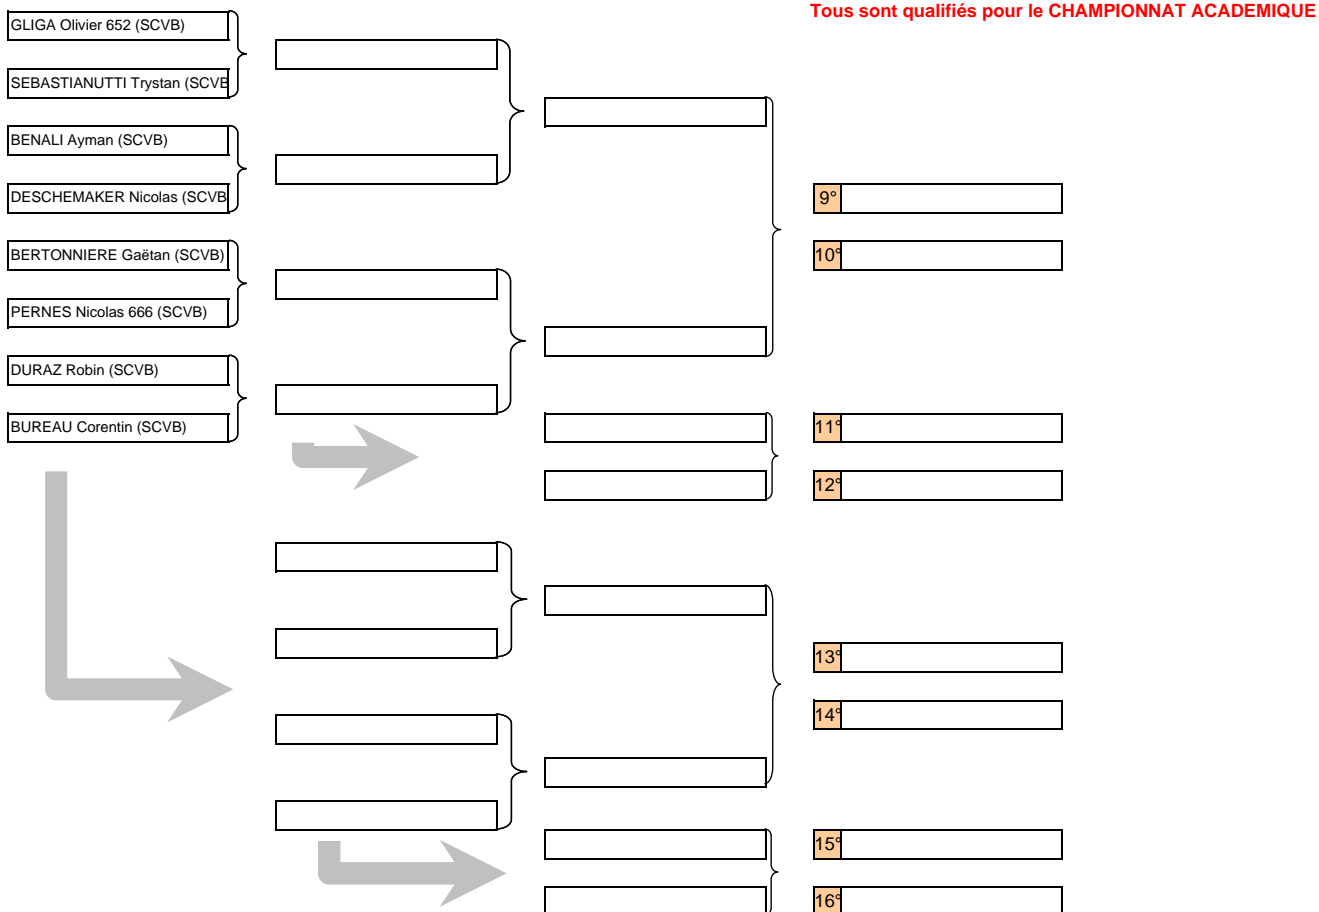 Tous sont qualifiés pour le CHAMPIONNAT ACADEMIQUE
GLIGA Olivier 652 (SCVB)
SEBASTIANUTTI Trystan (SCVB
BENALI Ayman (SCVB)
DESCHEMAKER Nicolas (SCVB
9°
BERTONNIERE Gaëtan (SCVB)
10°
PERNES Nicolas 666 (SCVB)
DURAZ Robin (SCVB)
BUREAU Corentin (SCVB)
11°
12°
13°
14°
15°
16°